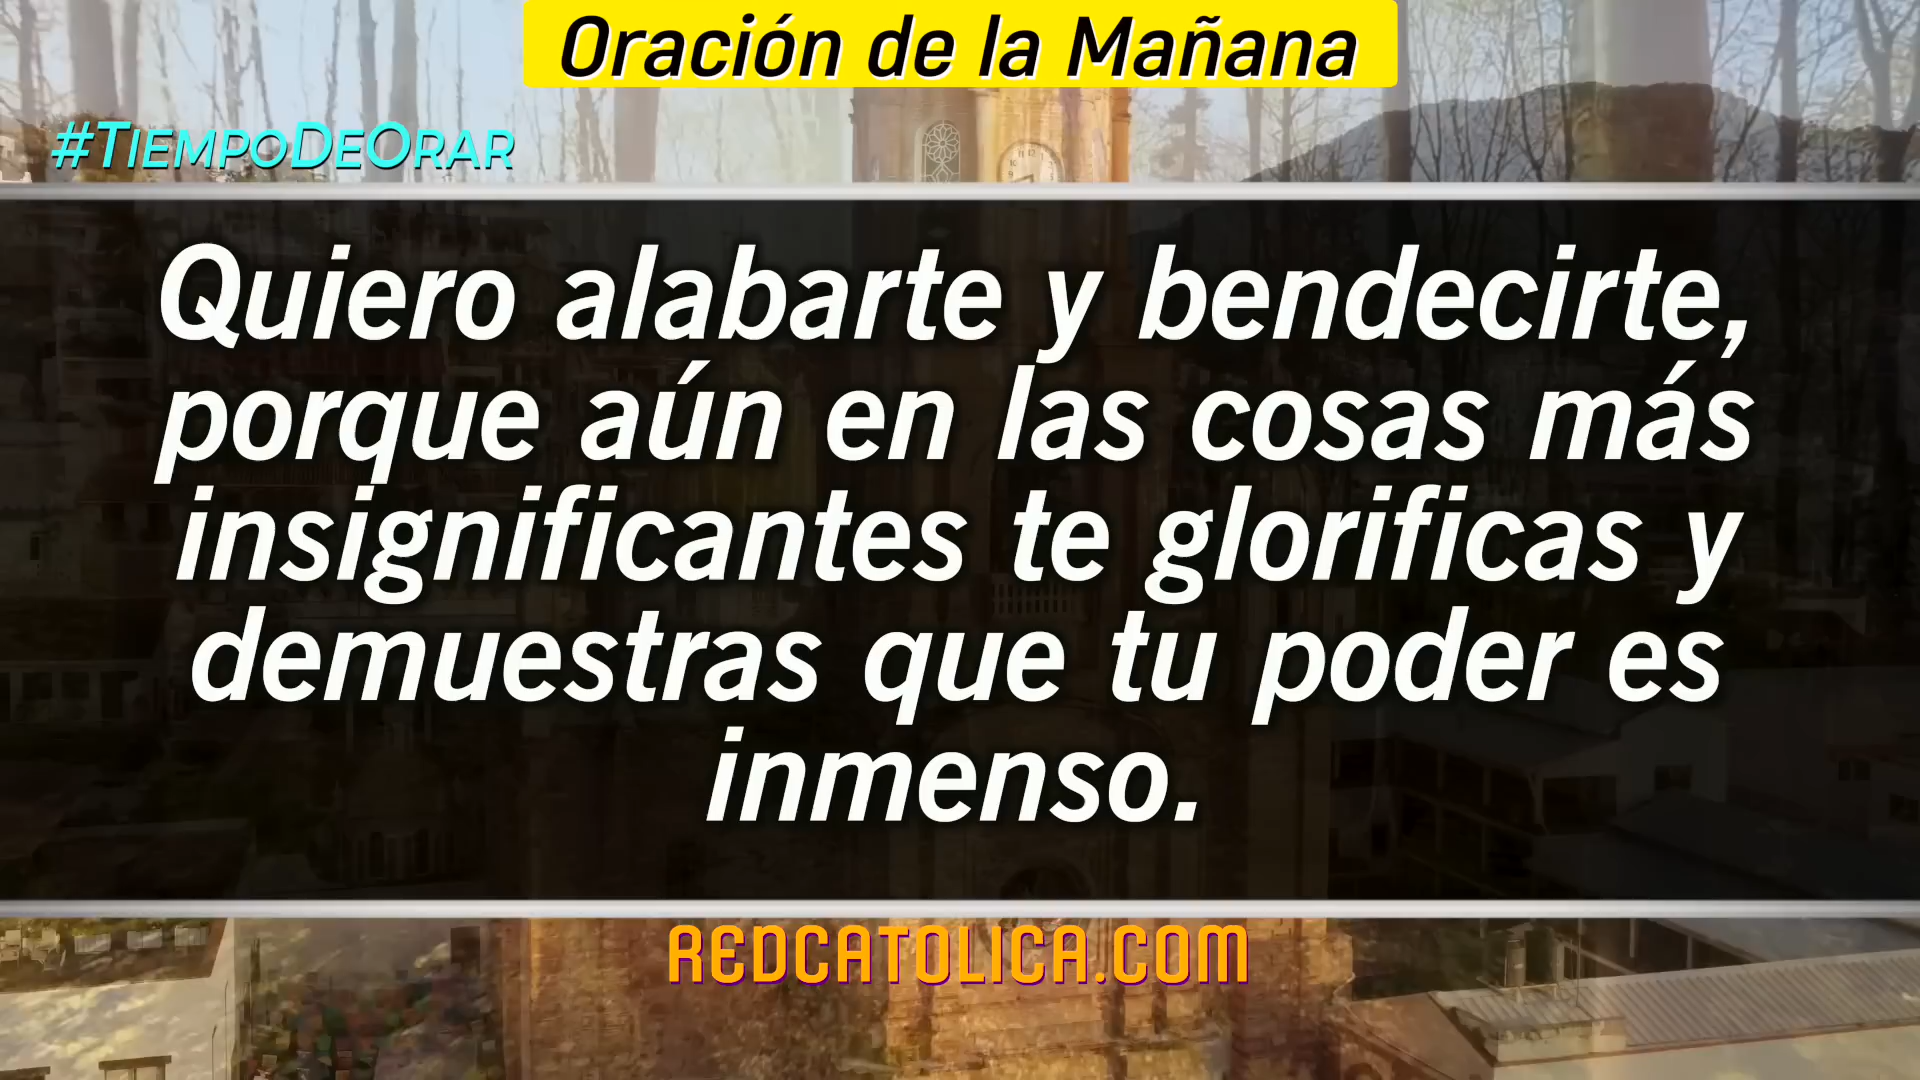 Oración de la Mañana
#TiempoDeOrar
Quiero alabarte y bendecirte,
porque aún en las cosas más
insignificantes te glorificas y
demuestras que tu poder es
inmenso.
REDCATOLICA.COM